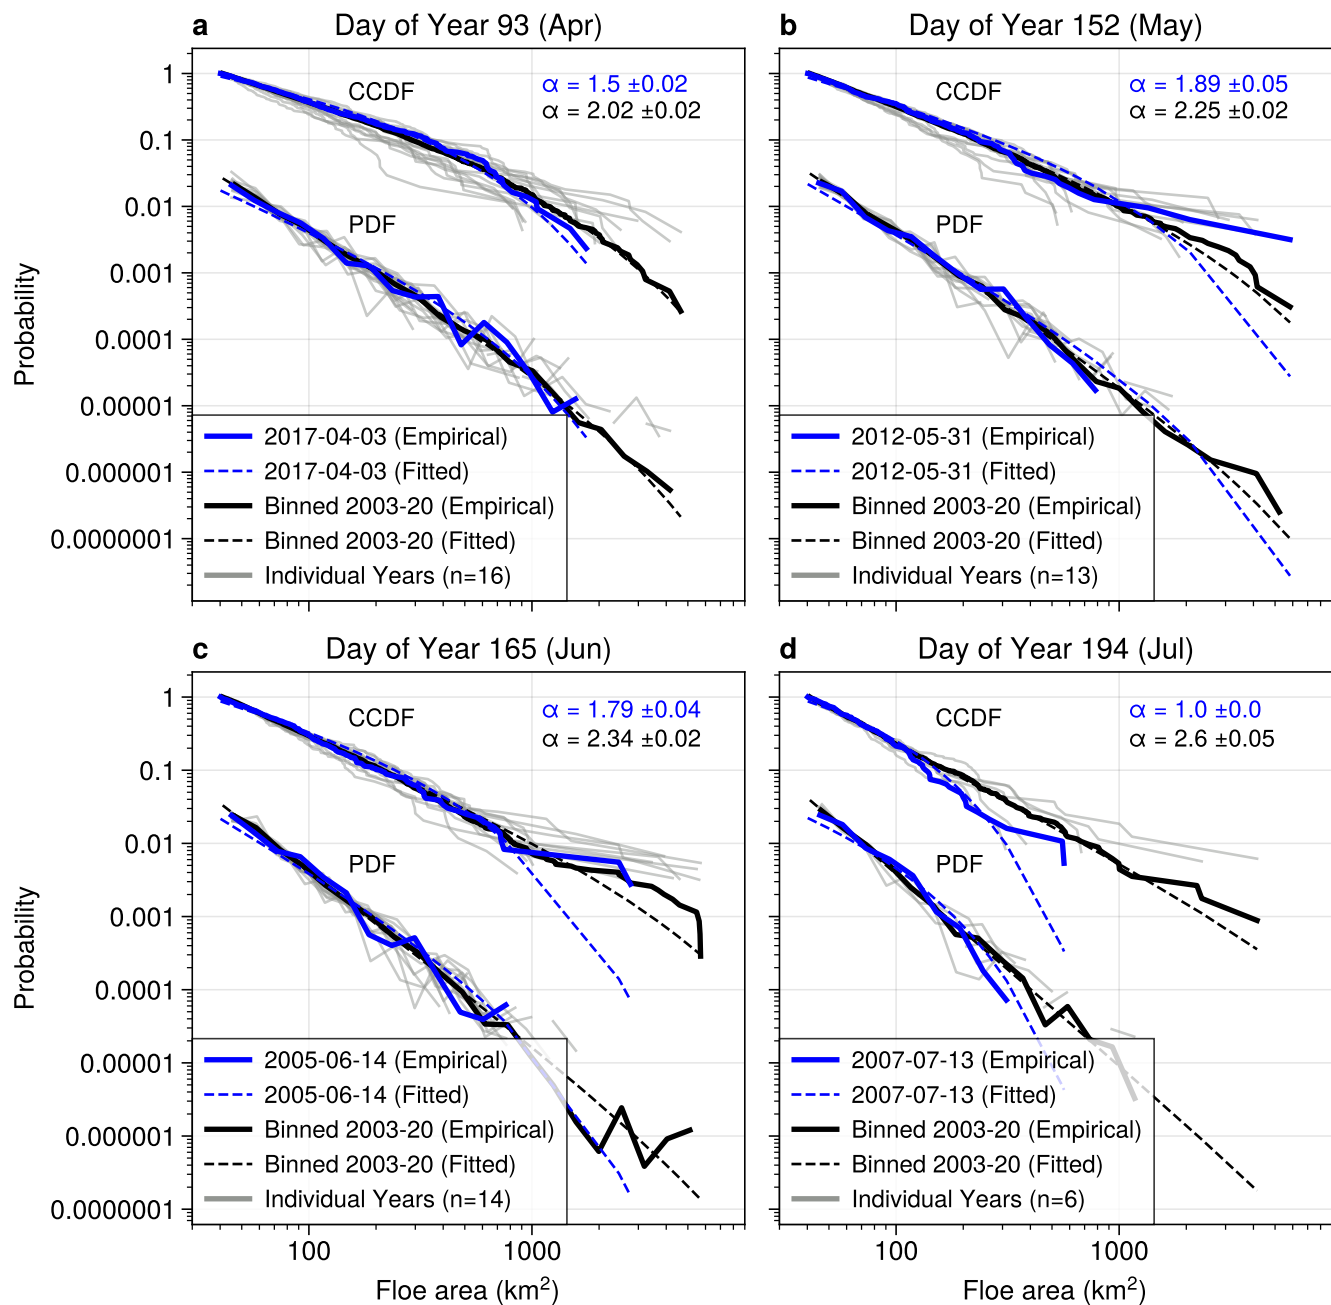 a Day of Year 93 (Apr)
Probability
1
0.1
0.01
0.001
0.0001
0.00001
0.000001
0.0000001
CCDF
α = 1.5 ±0.02
α = 2.02 ±0.02
PDF
2017-04-03 (Empirical)
2017-04-03 (Fitted)
Binned 2003-20 (Empirical)
Binned 2003-20 (Fitted)
Individual Years (n=16)
b Day of Year 152 (May)
CCDF
α = 1.89 ±0.05
α = 2.25 ±0.02
PDF
2012-05-31 (Empirical)
2012-05-31 (Fitted)
Binned 2003-20 (Empirical)
Binned 2003-20 (Fitted)
Individual Years (n=13)
c Day of Year 165 (Jun)
Probability
1
0.1
0.01
0.001
0.0001
0.00001
0.000001
0.0000001
CCDF
α = 1.79 ±0.04
α = 2.34 ±0.02
PDF
2005-06-14 (Empirical)
2005-06-14 (Fitted)
Binned 2003-20 (Empirical)
Binned 2003-20 (Fitted)
Individual Years (n=14)
100 1000
Floe area (km²)
d Day of Year 194 (Jul)
CCDF
α = 1.0 ±0.0
α = 2.6 ±0.05
PDF
2007-07-13 (Empirical)
2007-07-13 (Fitted)
Binned 2003-20 (Empirical)
Binned 2003-20 (Fitted)
Individual Years (n=6)
100 1000
Floe area (km²)